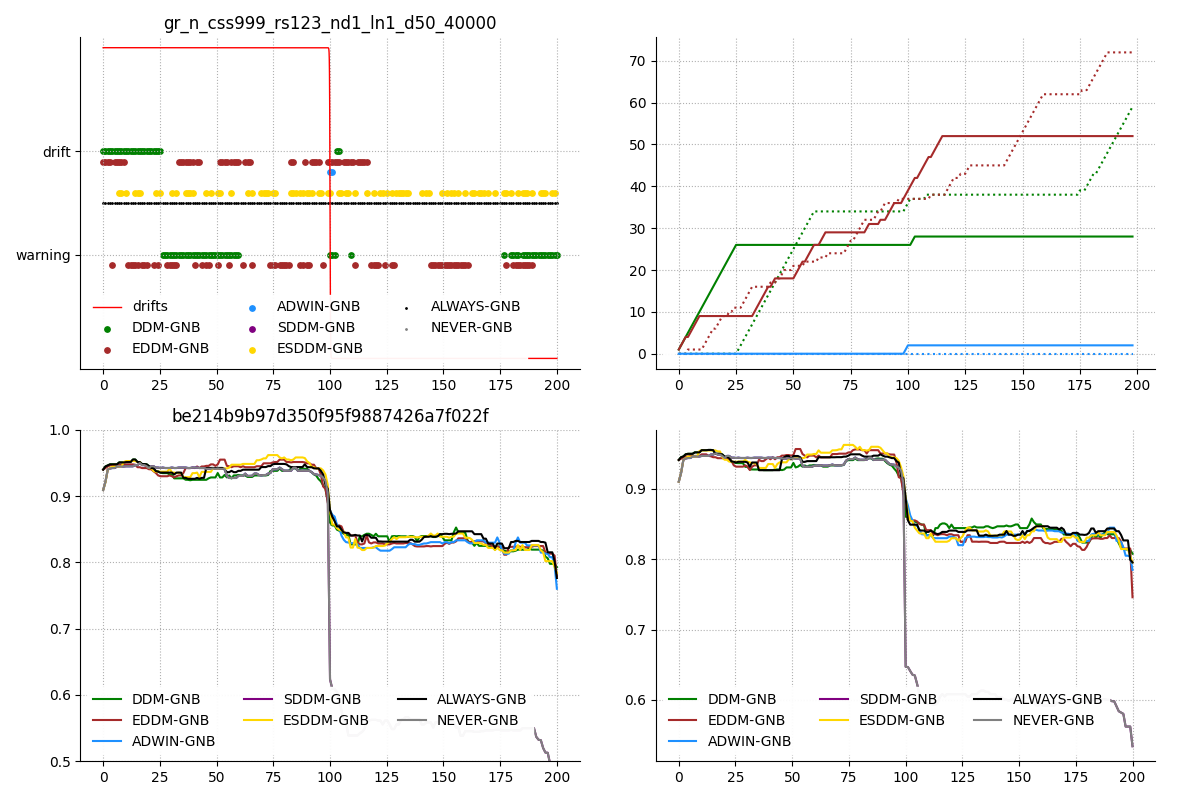 gr_n_css999_rs123_nd1_ln1_d50_40000
drift
warning
drifts
DDM-GNB
EDDM-GNB
ADWIN-GNB
SDDM-GNB
ESDDM-GNB
ALWAYS-GNB
NEVER-GNB
0 25 50 75 100 125 150 175 200
70
60
50
40
30
20
10
0
0 25 50 75 100 125 150 175 200
be214b9b97d350f95f9887426a7f022f
1.0
0.9
0.8
0.7
0.6
0.5
DDM-GNB
EDDM-GNB
ADWIN-GNB
SDDM-GNB
ESDDM-GNB
ALWAYS-GNB
NEVER-GNB
0 25 50 75 100 125 150 175 200
0.9
0.8
0.7
0.6
DDM-GNB
EDDM-GNB
ADWIN-GNB
SDDM-GNB
ESDDM-GNB
ALWAYS-GNB
NEVER-GNB
0 25 50 75 100 125 150 175 200